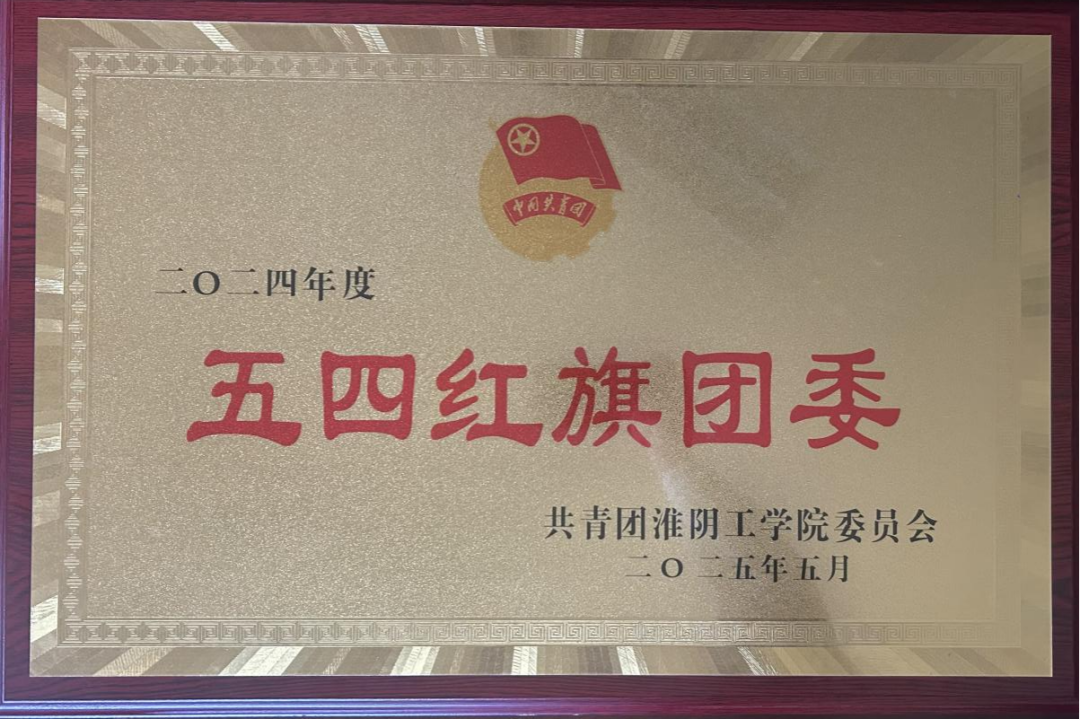 中国共青团
二〇二四年度
五四红旗团委
共青团淮阴工学院委员会
二〇二五年五月